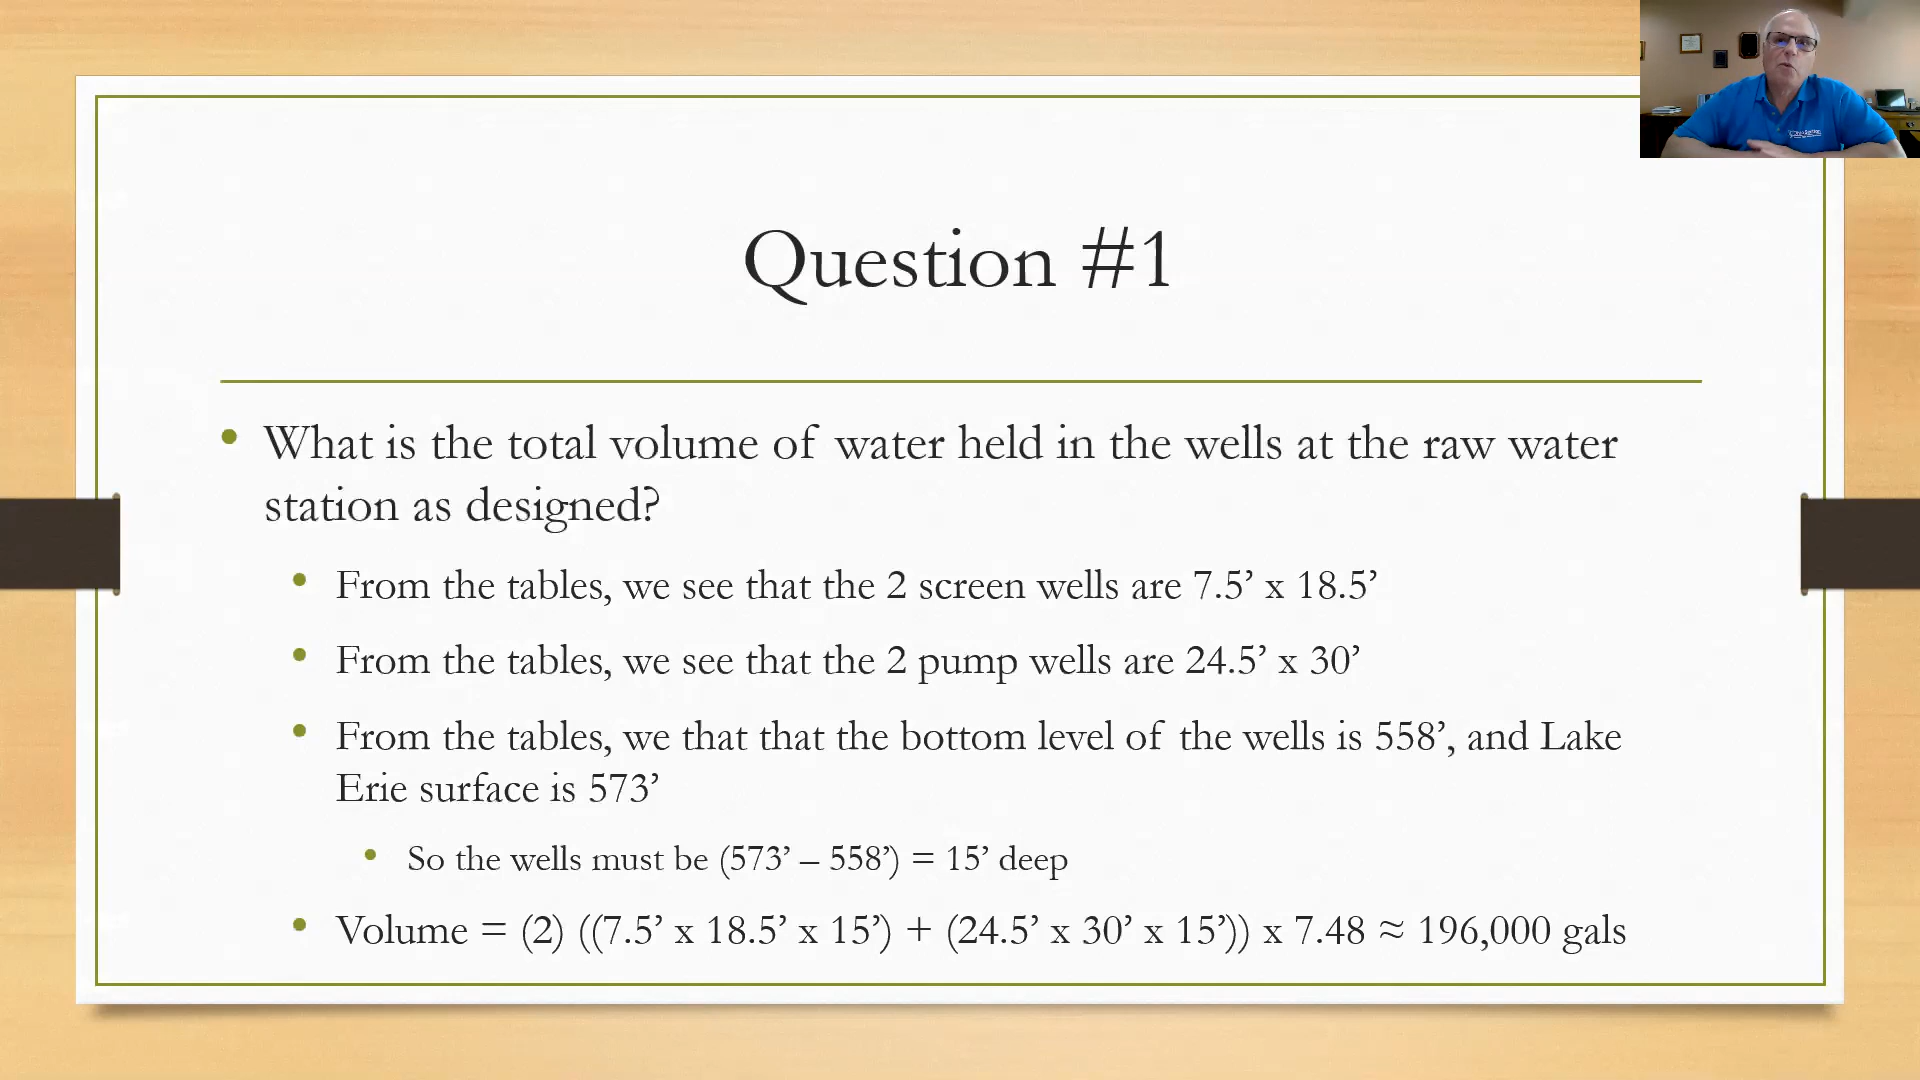 Question #1
What is the total volume of water held in the wells at the raw water
station as designed?
From the tables, we see that the 2 screen wells are 7.5’ x 18.5’
From the tables, we see that the 2 pump wells are 24.5’ x 30’
From the tables, we that that the bottom level of the wells is 558’, and Lake
Erie surface is 573’
So the wells must be (573’ – 558’) = 15’ deep
Volume = (2) ((7.5’ x 18.5’ x 15’) + (24.5’ x 30’ x 15’)) x 7.48 ≈ 196,000 gals